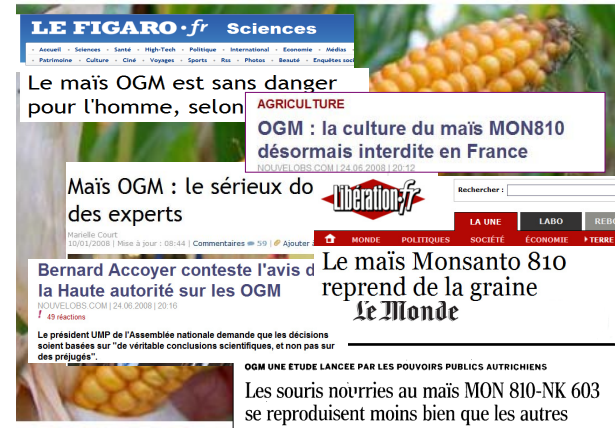 LE FIGARO·fr Sciences
Accueil · Sciences · Santé · High-Tech · Politique · International · Economie · Médias
Patrimoine · Culture · Ciné · Voyages · Sports · Rss · Photos · Beauté · Enquêtes
Le maïs OGM est sans danger
pour l'homme, selon
AGRICULTURE
OGM : la culture du maïs MON810
désormais interdite en France
NOUVELOBS.COM | 24.06.2008 | 20:12
Maïs OGM : le sérieux do
des experts
Marielle Court
10/01/2008 | Mise à jour : 08:44 | Commentaires 59 | Ajouter
Libération.fr
Rechercher :
LA UNE LABO REBO
MONDE POLITIQUES SOCIÉTÉ ÉCONOMIE TERRE
Le maïs Monsanto 810
reprend de la graine
Bernard Accoyer conteste l'avis d
la Haute autorité sur les OGM
NOUVELOBS.COM | 24.06.2008 | 20:16
! 49 réactions
Le président UMP de l'Assemblée nationale demande que les décisions
soient basées sur "de véritable conclusions scientifiques, et non pas sur
des préjugés".
Le Monde
OGM UNE ÉTUDE LANCÉE PAR LES POUVOIRS PUBLICS AUTRICHIENS
Les souris nourries au maïs MON 810-NK 603
se reproduisent moins bien que les autres